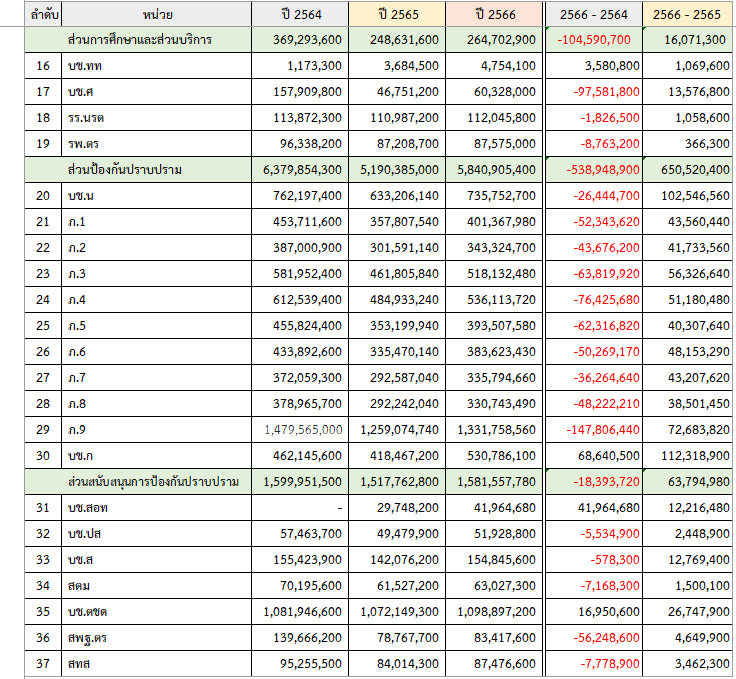 ลำดับ หน่วย ปี 2564 ปี 2565 ปี 2566 2566 - 2564 2566 - 2565
ส่วนการศึกษาและส่วนบริการ 369,293,600 248,631,600 264,702,900 -104,590,700 16,071,300
16 บช.ทท 1,173,300 3,684,500 4,754,100 3,580,800 1,069,600
17 บช.ศ 157,909,800 46,751,200 60,328,000 -97,581,800 13,576,800
18 รร.นรต 113,872,300 110,987,200 112,045,800 -1,826,500 1,058,600
19 รพ.ตร 96,338,200 87,208,700 87,575,000 -8,763,200 366,300
ส่วนป้องกันปราบปราม 6,379,854,300 5,190,385,000 5,840,905,400 -538,948,900 650,520,400
20 บช.น 762,197,400 633,206,140 735,752,700 -26,444,700 102,546,560
21 ภ.1 453,711,600 357,807,540 401,367,980 -52,343,620 43,560,440
22 ภ.2 387,000,900 301,591,140 343,324,700 -43,676,200 41,733,560
23 ภ.3 581,952,400 461,805,840 518,132,480 -63,819,920 56,326,640
24 ภ.4 612,539,400 484,933,240 536,113,720 -76,425,680 51,180,480
25 ภ.5 455,824,400 353,199,940 393,507,580 -62,316,820 40,307,640
26 ภ.6 433,892,600 335,470,140 383,623,430 -50,269,170 48,153,290
27 ภ.7 372,059,300 292,587,040 335,794,660 -36,264,640 43,207,620
28 ภ.8 378,965,700 292,242,040 330,743,490 -48,222,210 38,501,450
29 ภ.9 1,479,565,000 1,259,074,740 1,331,758,560 -147,806,440 72,683,820
30 บช.ก 462,145,600 418,467,200 530,786,100 68,640,500 112,318,900
ส่วนสนับสนุนการป้องกันปราบปราม 1,599,951,500 1,517,762,800 1,581,557,780 -18,393,720 63,794,980
31 บช.สอท - 29,748,200 41,964,680 41,964,680 12,216,480
32 บช.ปส 57,463,700 49,479,900 51,928,800 -5,534,900 2,448,900
33 บช.ส 155,423,900 142,076,200 154,845,600 -578,300 12,769,400
34 สตม 70,195,600 61,527,200 63,027,300 -7,168,300 1,500,100
35 บช.ตชด 1,081,946,600 1,072,149,300 1,098,897,200 16,950,600 26,747,900
36 สพฐ.ตร 139,666,200 78,767,700 83,417,600 -56,248,600 4,649,900
37 สทส 95,255,500 84,014,300 87,476,600 -7,778,900 3,462,300